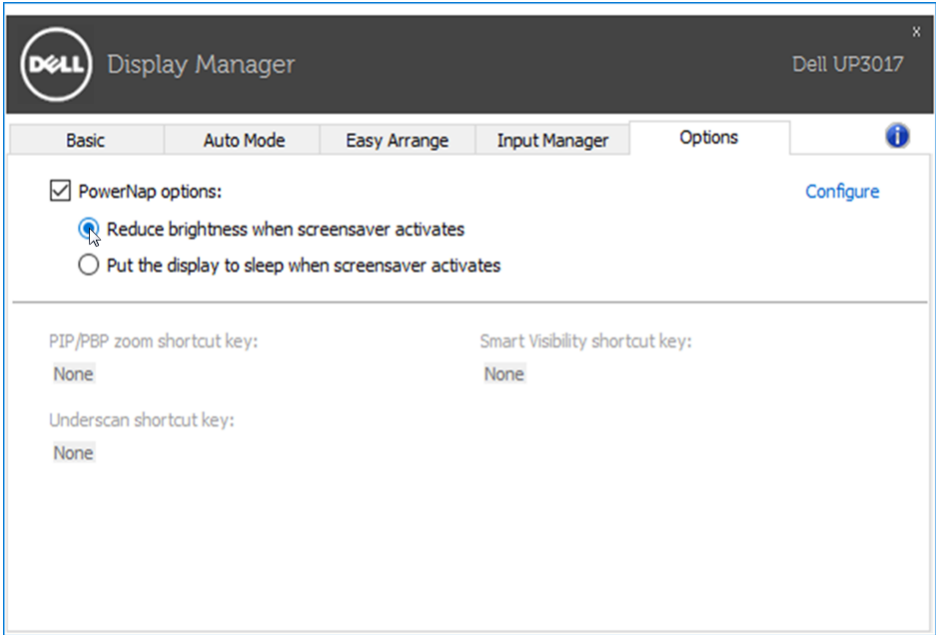 DELL Display Manager
x
Dell UP3017
Basic Auto Mode Easy Arrange Input Manager Options i
PowerNap options: Configure
Reduce brightness when screensaver activates
Put the display to sleep when screensaver activates
PIP/PBP zoom shortcut key: Smart Visibility shortcut key:
None None
Underscan shortcut key:
None